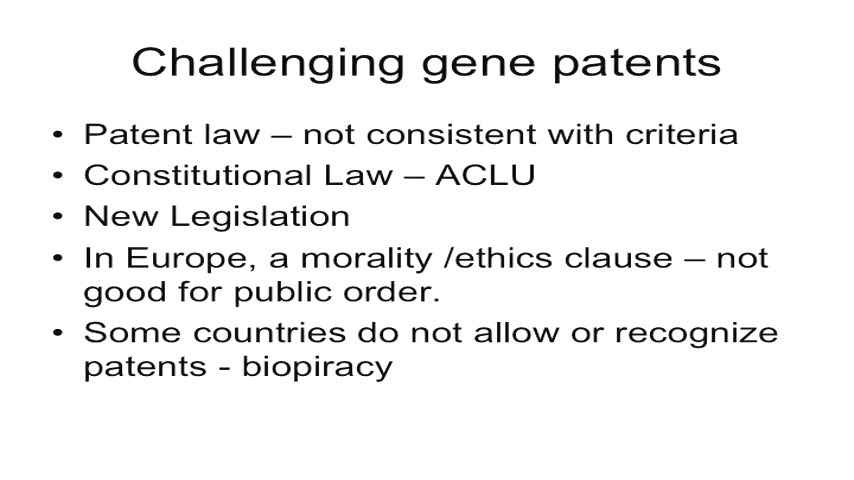 Challenging gene patents
• Patent law – not consistent with criteria
• Constitutional Law – ACLU
• New Legislation
• In Europe, a morality /ethics clause – not
good for public order.
• Some countries do not allow or recognize
patents - biopiracy